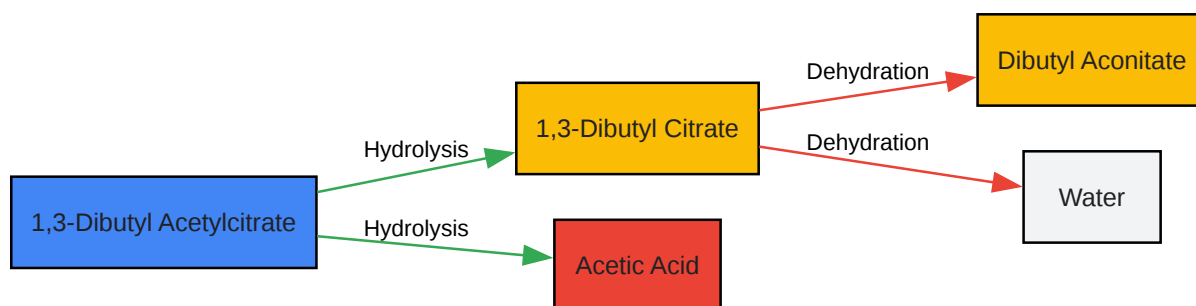 Dibutyl Aconitate
Dehydration
1,3-Dibutyl Citrate
Dehydration
Hydrolysis
Water
1,3-Dibutyl Acetylcitrate
Hydrolysis
Acetic Acid